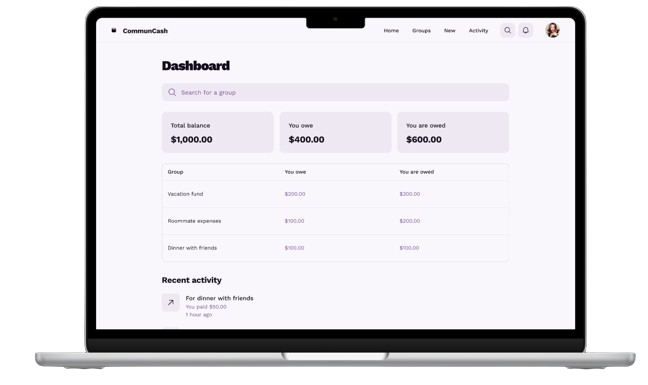 CommunCash
Home Groups New Activity
Dashboard
Search for a group
Total balance You owe You are owed
$1,000.00 $400.00 $600.00
Group You owe You are owed
Vacation fund $200.00 $300.00
Roommate expenses $100.00 $200.00
Dinner with friends $100.00 $100.00
Recent activity
For dinner with friends
You paid $50.00
1 hour ago